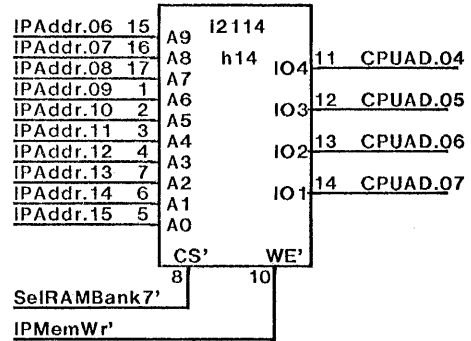 IPAddr.06 15 A9 i2114
IPAddr.07 16 A8 h14 IO4 11 CPUAD.04
IPAddr.08 17 A7
IPAddr.09 1 A6 IO3 12 CPUAD.05
IPAddr.10 2 A5
IPAddr.11 3 A4 IO2 13 CPUAD.06
IPAddr.12 4 A3
IPAddr.13 7 A2 IO1 14 CPUAD.07
IPAddr.14 6 A1
IPAddr.15 5 A0
CS' WE'
8 10
SelRAMBank7'
IPMemWr'